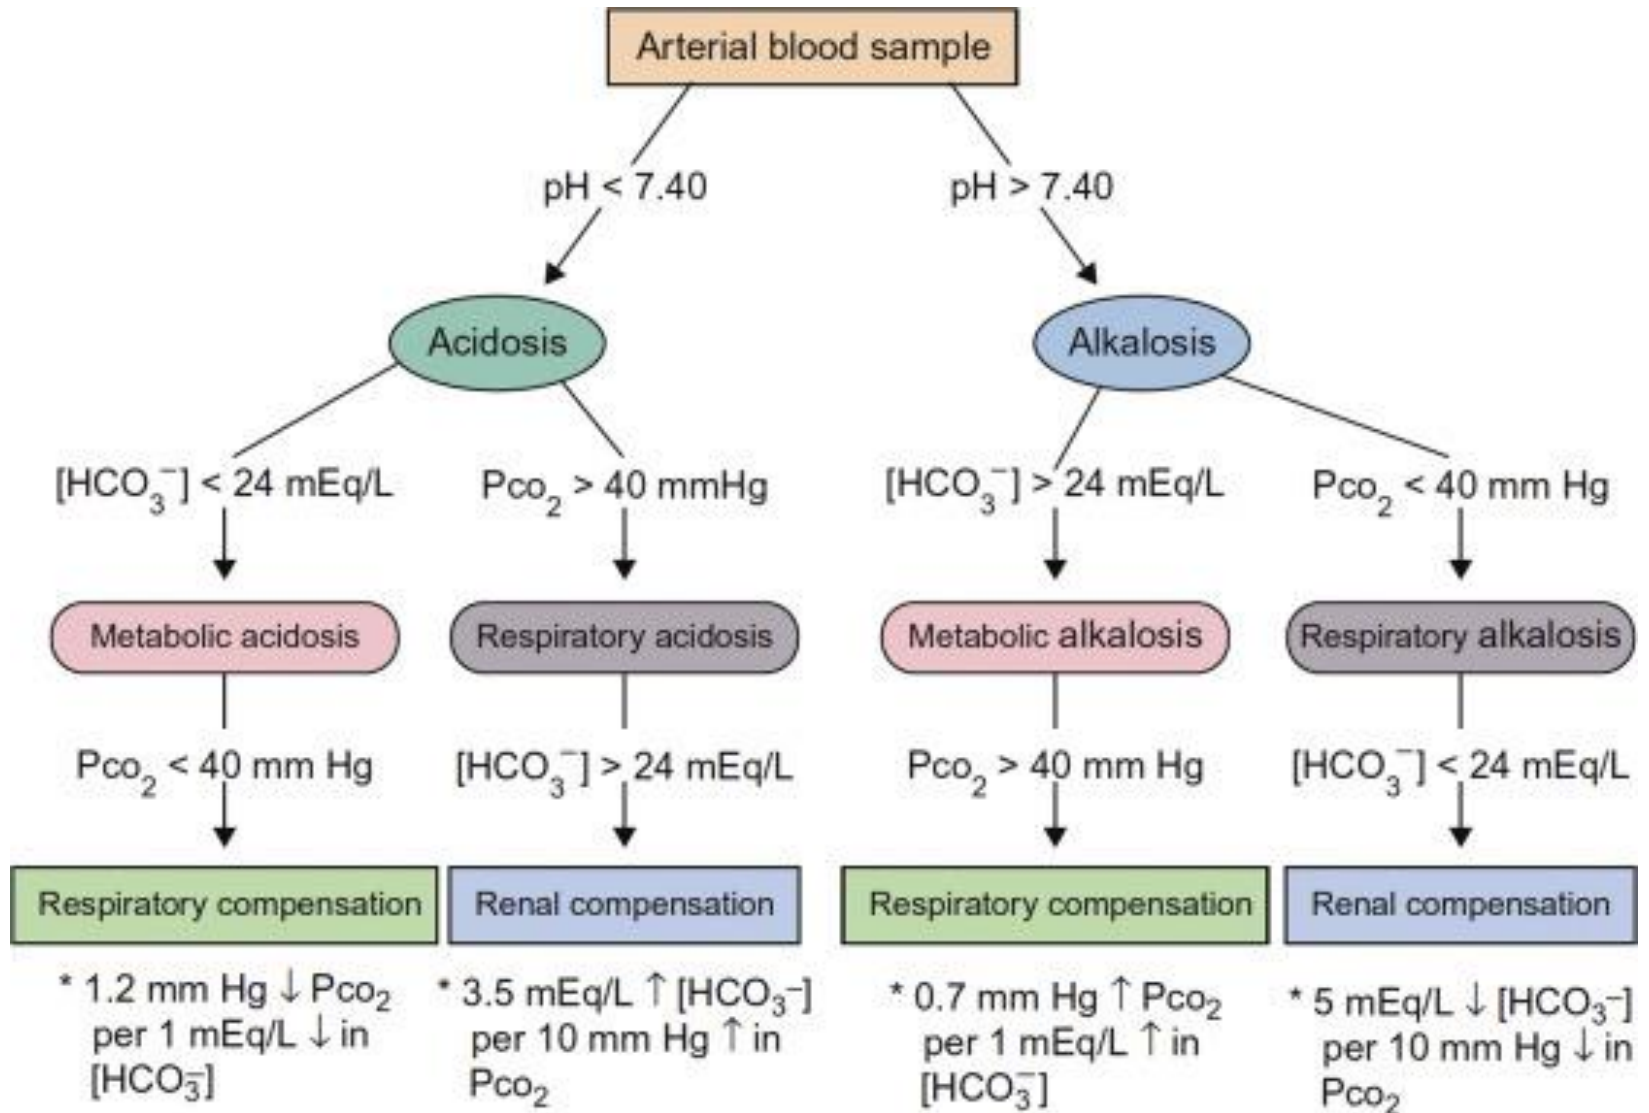 Arterial blood sample
pH < 7.40
pH > 7.40
Acidosis
Alkalosis
[HCO₃⁻] < 24 mEq/L
Pco₂ > 40 mmHg
[HCO₃⁻] > 24 mEq/L
Pco₂ < 40 mm Hg
Metabolic acidosis
Respiratory acidosis
Metabolic alkalosis
Respiratory alkalosis
Pco₂ < 40 mm Hg
[HCO₃⁻] > 24 mEq/L
Pco₂ > 40 mm Hg
[HCO₃⁻] < 24 mEq/L
Respiratory compensation
Renal compensation
Respiratory compensation
Renal compensation
* 1.2 mm Hg ↓ Pco₂
per 1 mEq/L ↓ in
[HCO₃⁻]
* 3.5 mEq/L ↑ [HCO₃⁻]
per 10 mm Hg ↑ in
Pco₂
* 0.7 mm Hg ↑ Pco₂
per 1 mEq/L ↑ in
[HCO₃⁻]
* 5 mEq/L ↓ [HCO₃⁻]
per 10 mm Hg ↓ in
Pco₂